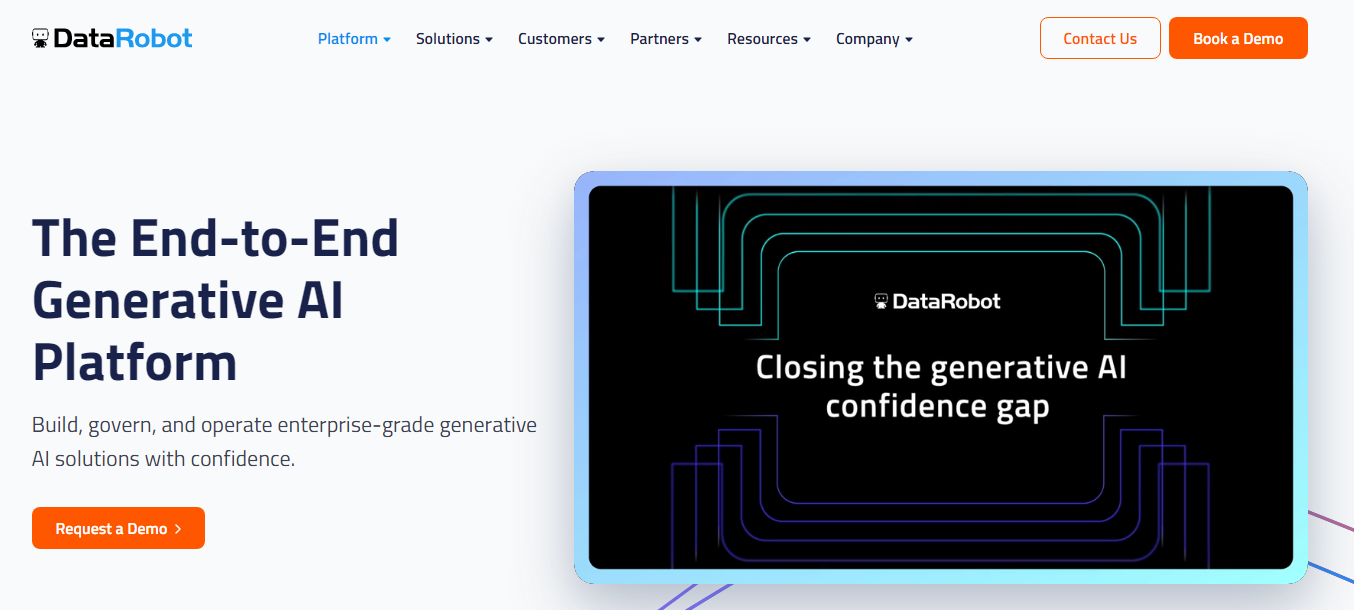 DataRobot
Platform
Solutions
Customers
Partners
Resources
Company
Contact Us
Book a Demo
The End-to-End
Generative AI
Platform
Build, govern, and operate enterprise-grade generative
AI solutions with confidence.
Request a Demo
DataRobot
Closing the generative AI
confidence gap